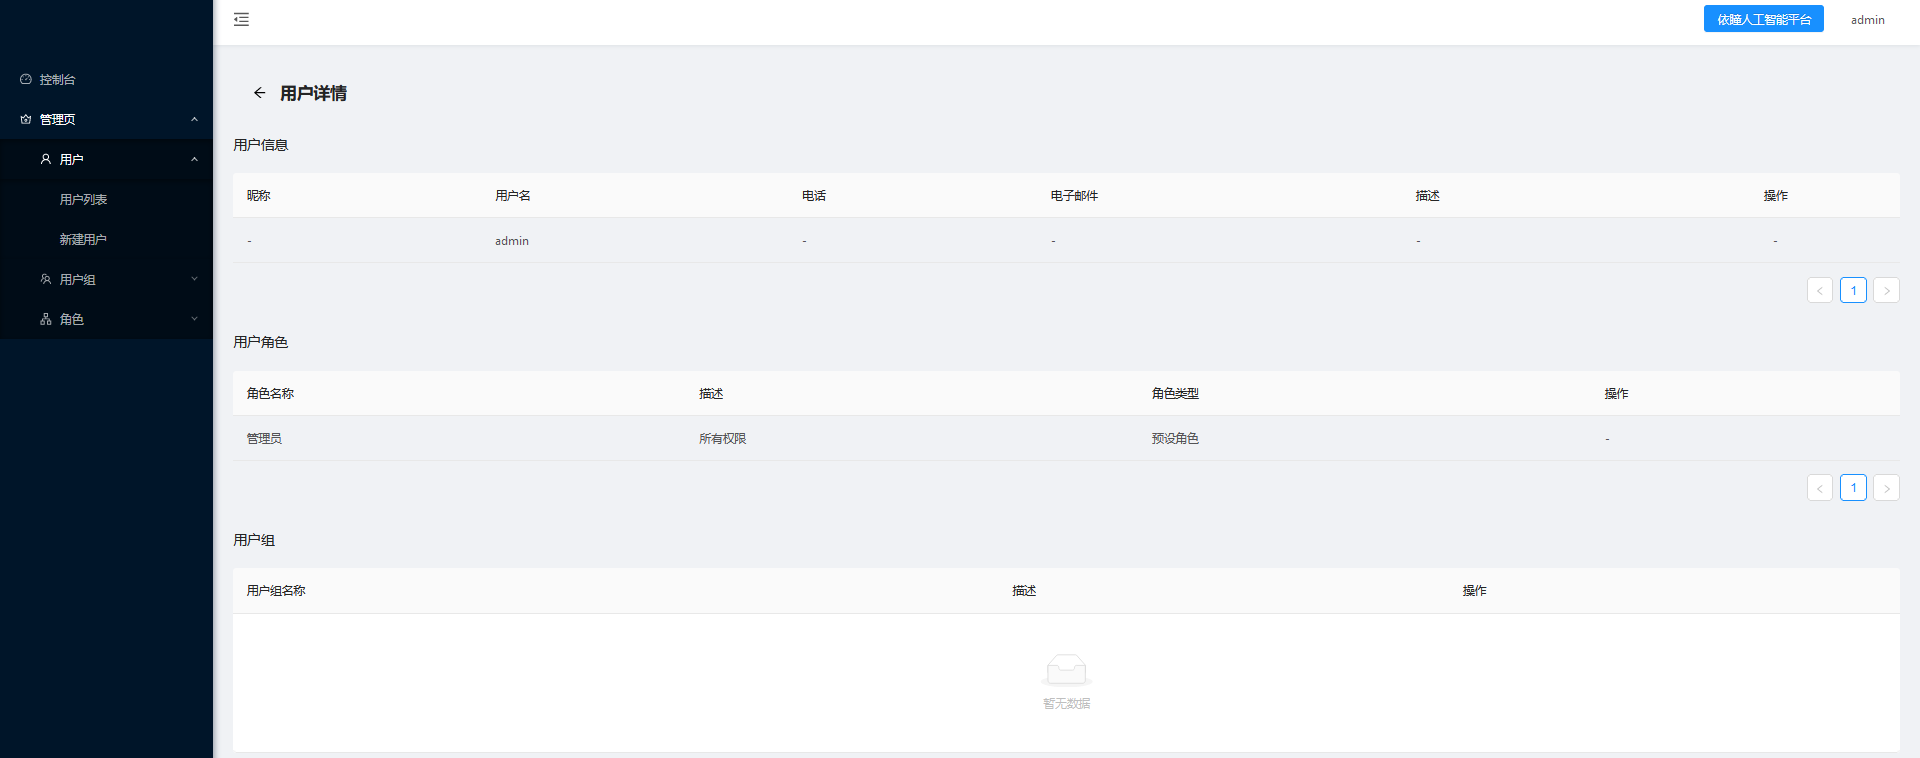 依瞳人工智能平台
admin
控制台
管理页
用户
用户列表
新建用户
用户组
角色
用户详情
用户信息
昵称 用户名 电话 电子邮件 描述 操作
- admin - - - -
1
用户角色
角色名称 描述 角色类型 操作
管理员 所有权限 预设角色 -
1
用户组
用户组名称 描述 操作
暂无数据